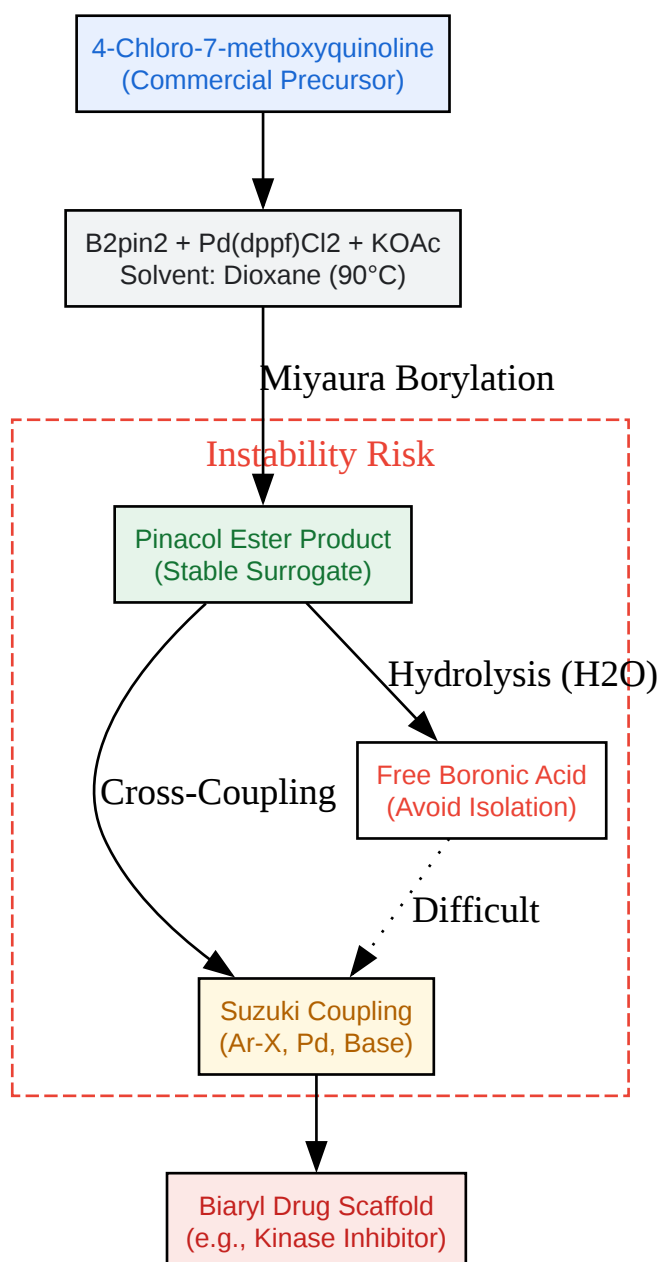 4-Chloro-7-methoxyquinoline
(Commercial Precursor)
B2pin2 + Pd(dppf)Cl2 + KOAc
Solvent: Dioxane (90°C)
Miyaura Borylation
Instability Risk
Pinacol Ester Product
(Stable Surrogate)
Hydrolysis (H2O)
Free Boronic Acid
(Avoid Isolation)
Cross-Coupling
Difficult
Suzuki Coupling
(Ar-X, Pd, Base)
Biaryl Drug Scaffold
(e.g., Kinase Inhibitor)